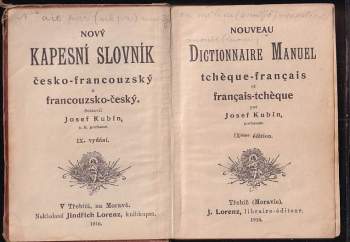 NOVÝ
KAPESNÍ SLOVNÍK
česko-francouzský
a
francouzsko-český.
Josef Kubín,
IX. vydání.
V Třebíči, na Moravě.
Nakladatel Jindřich Lorenz, knihkupec.
1916.
NOUVEAU
DICTIONNAIRE MANUEL
tchèque-français
et
français-tchèque
par
Josef Kubín,
professeur.
IXème édition.
Třebíč (Moravie).
J. Lorenz, libraire-éditeur.
1916.